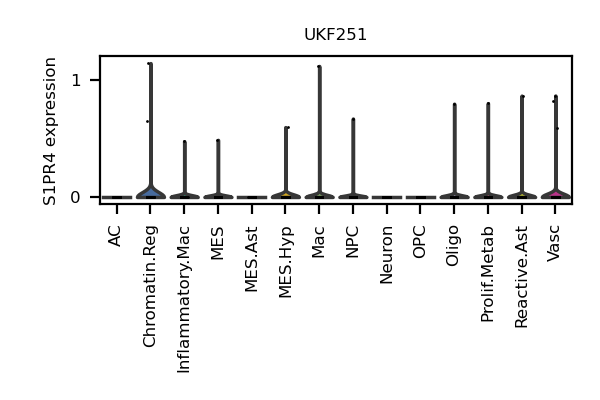 UKF251
S1PR4 expression
1
0
AC
Chromatin.Reg
Inflammatory.Mac
MES
MES.Ast
MES.Hyp
Mac
NPC
Neuron
OPC
Oligo
Prolif.Metab
Reactive.Ast
Vasc